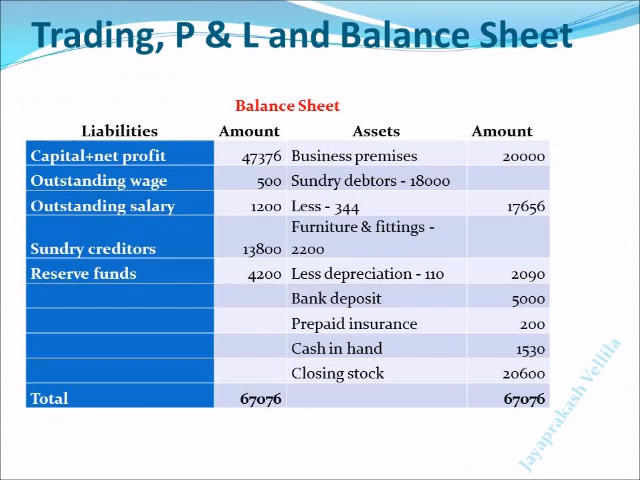 Trading, P & L and Balance Sheet
Balance Sheet
Liabilities Amount Assets Amount
Capital+net profit 47376 Business premises 20000
Outstanding wage 500 Sundry debtors - 18000
Outstanding salary 1200 Less - 344 17656
Sundry creditors 13800 Furniture & fittings - 2200
Reserve funds 4200 Less depreciation - 110 2090
Bank deposit 5000
Prepaid insurance 200
Cash in hand 1530
Closing stock 20600
Total 67076 67076
Jayaprakash Vellila